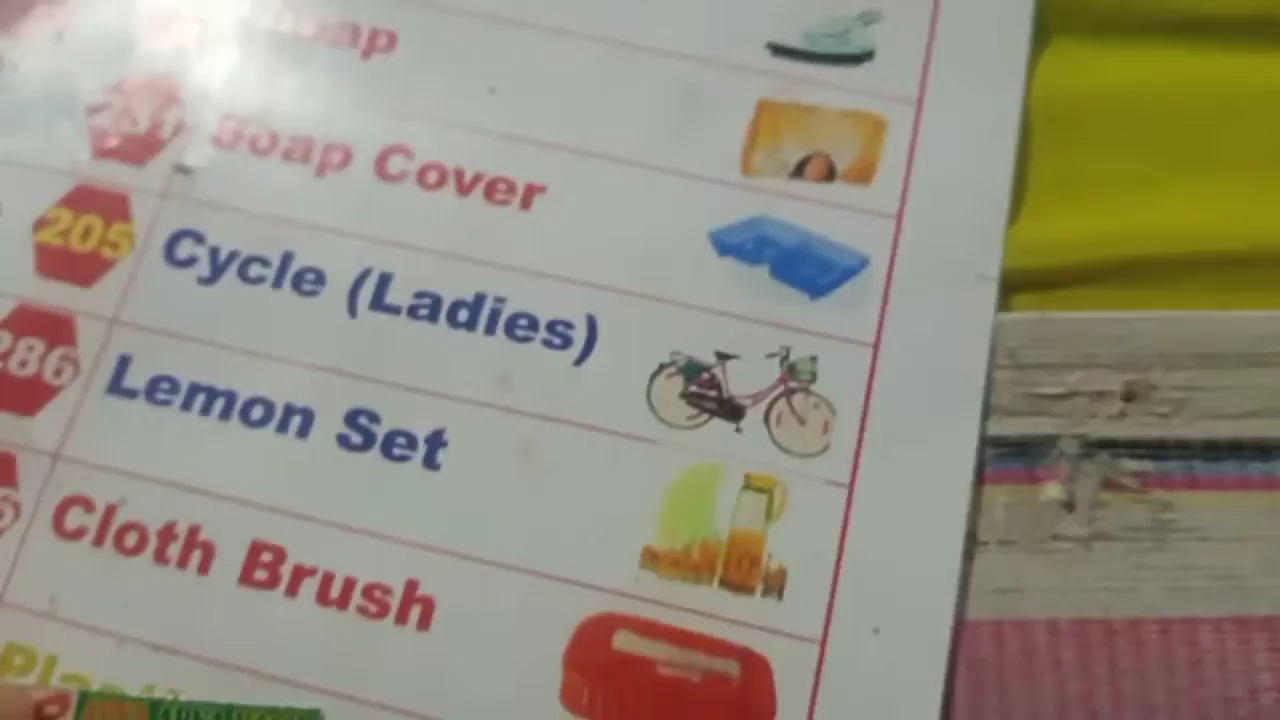 Soap Cover
205 Cycle (Ladies)
286 Lemon Set
Cloth Brush